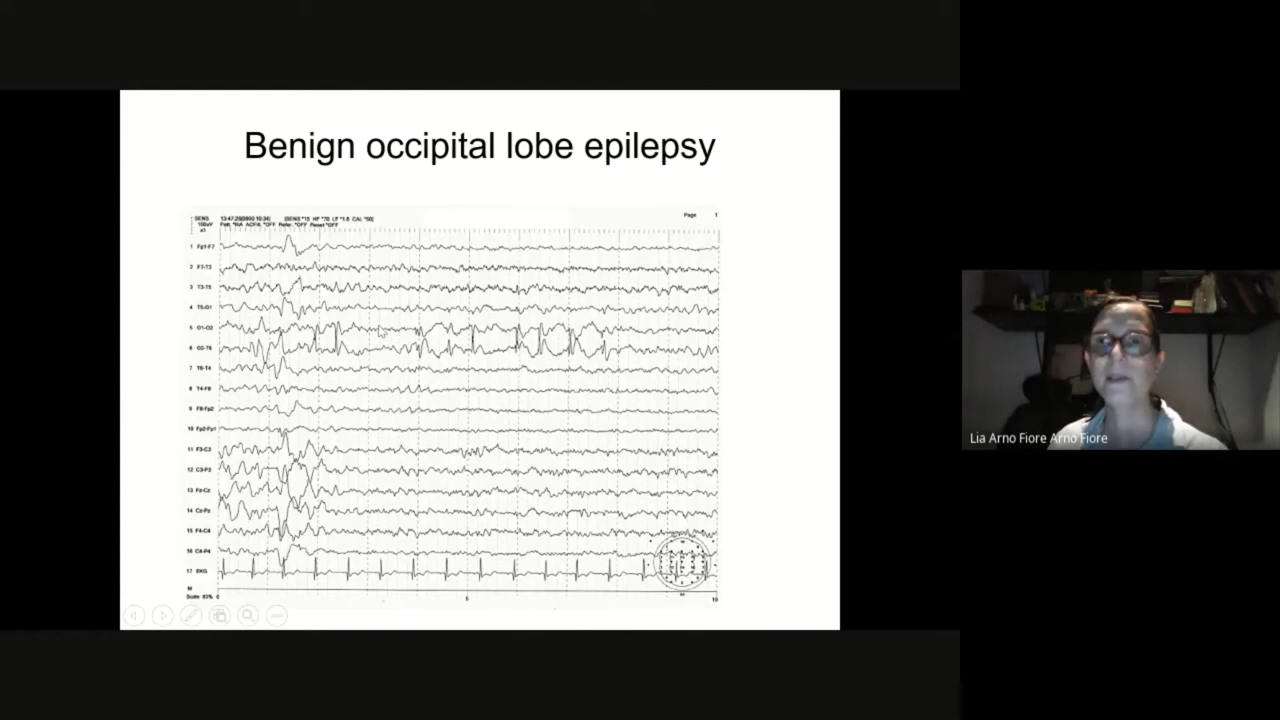 Benign occipital lobe epilepsy
SENS
Page 1
1 Fp1-F7
2 F7-T3
3 T3-T5
4 T5-O1
5 O1-O2
6 O2-T6
7 T6-T4
8 T4-F8
9 F8-Fp2
10 Fp2-Fp1
11 F3-C3
12 C3-P3
13 Fz-Cz
14 Cz-Pz
15 F4-C4
16 C4-P4
17 EKG
M
0 5 10
Lia Arno Fiore Arno Fiore